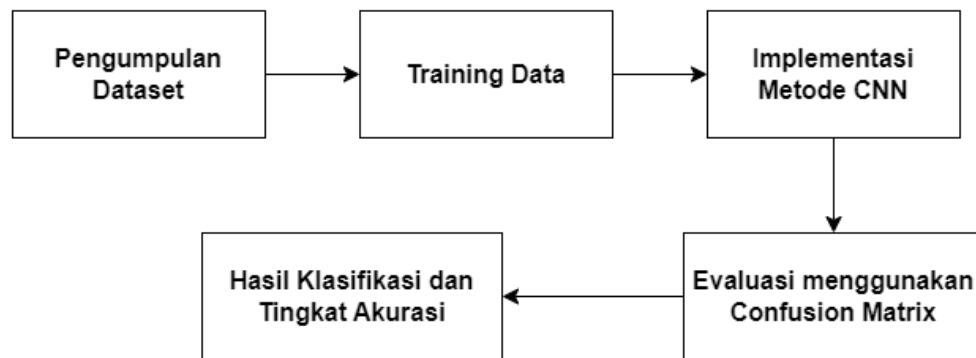 Pengumpulan
Dataset
Training Data
Implementasi
Metode CNN
Evaluasi menggunakan
Confusion Matrix
Hasil Klasifikasi dan
Tingkat Akurasi